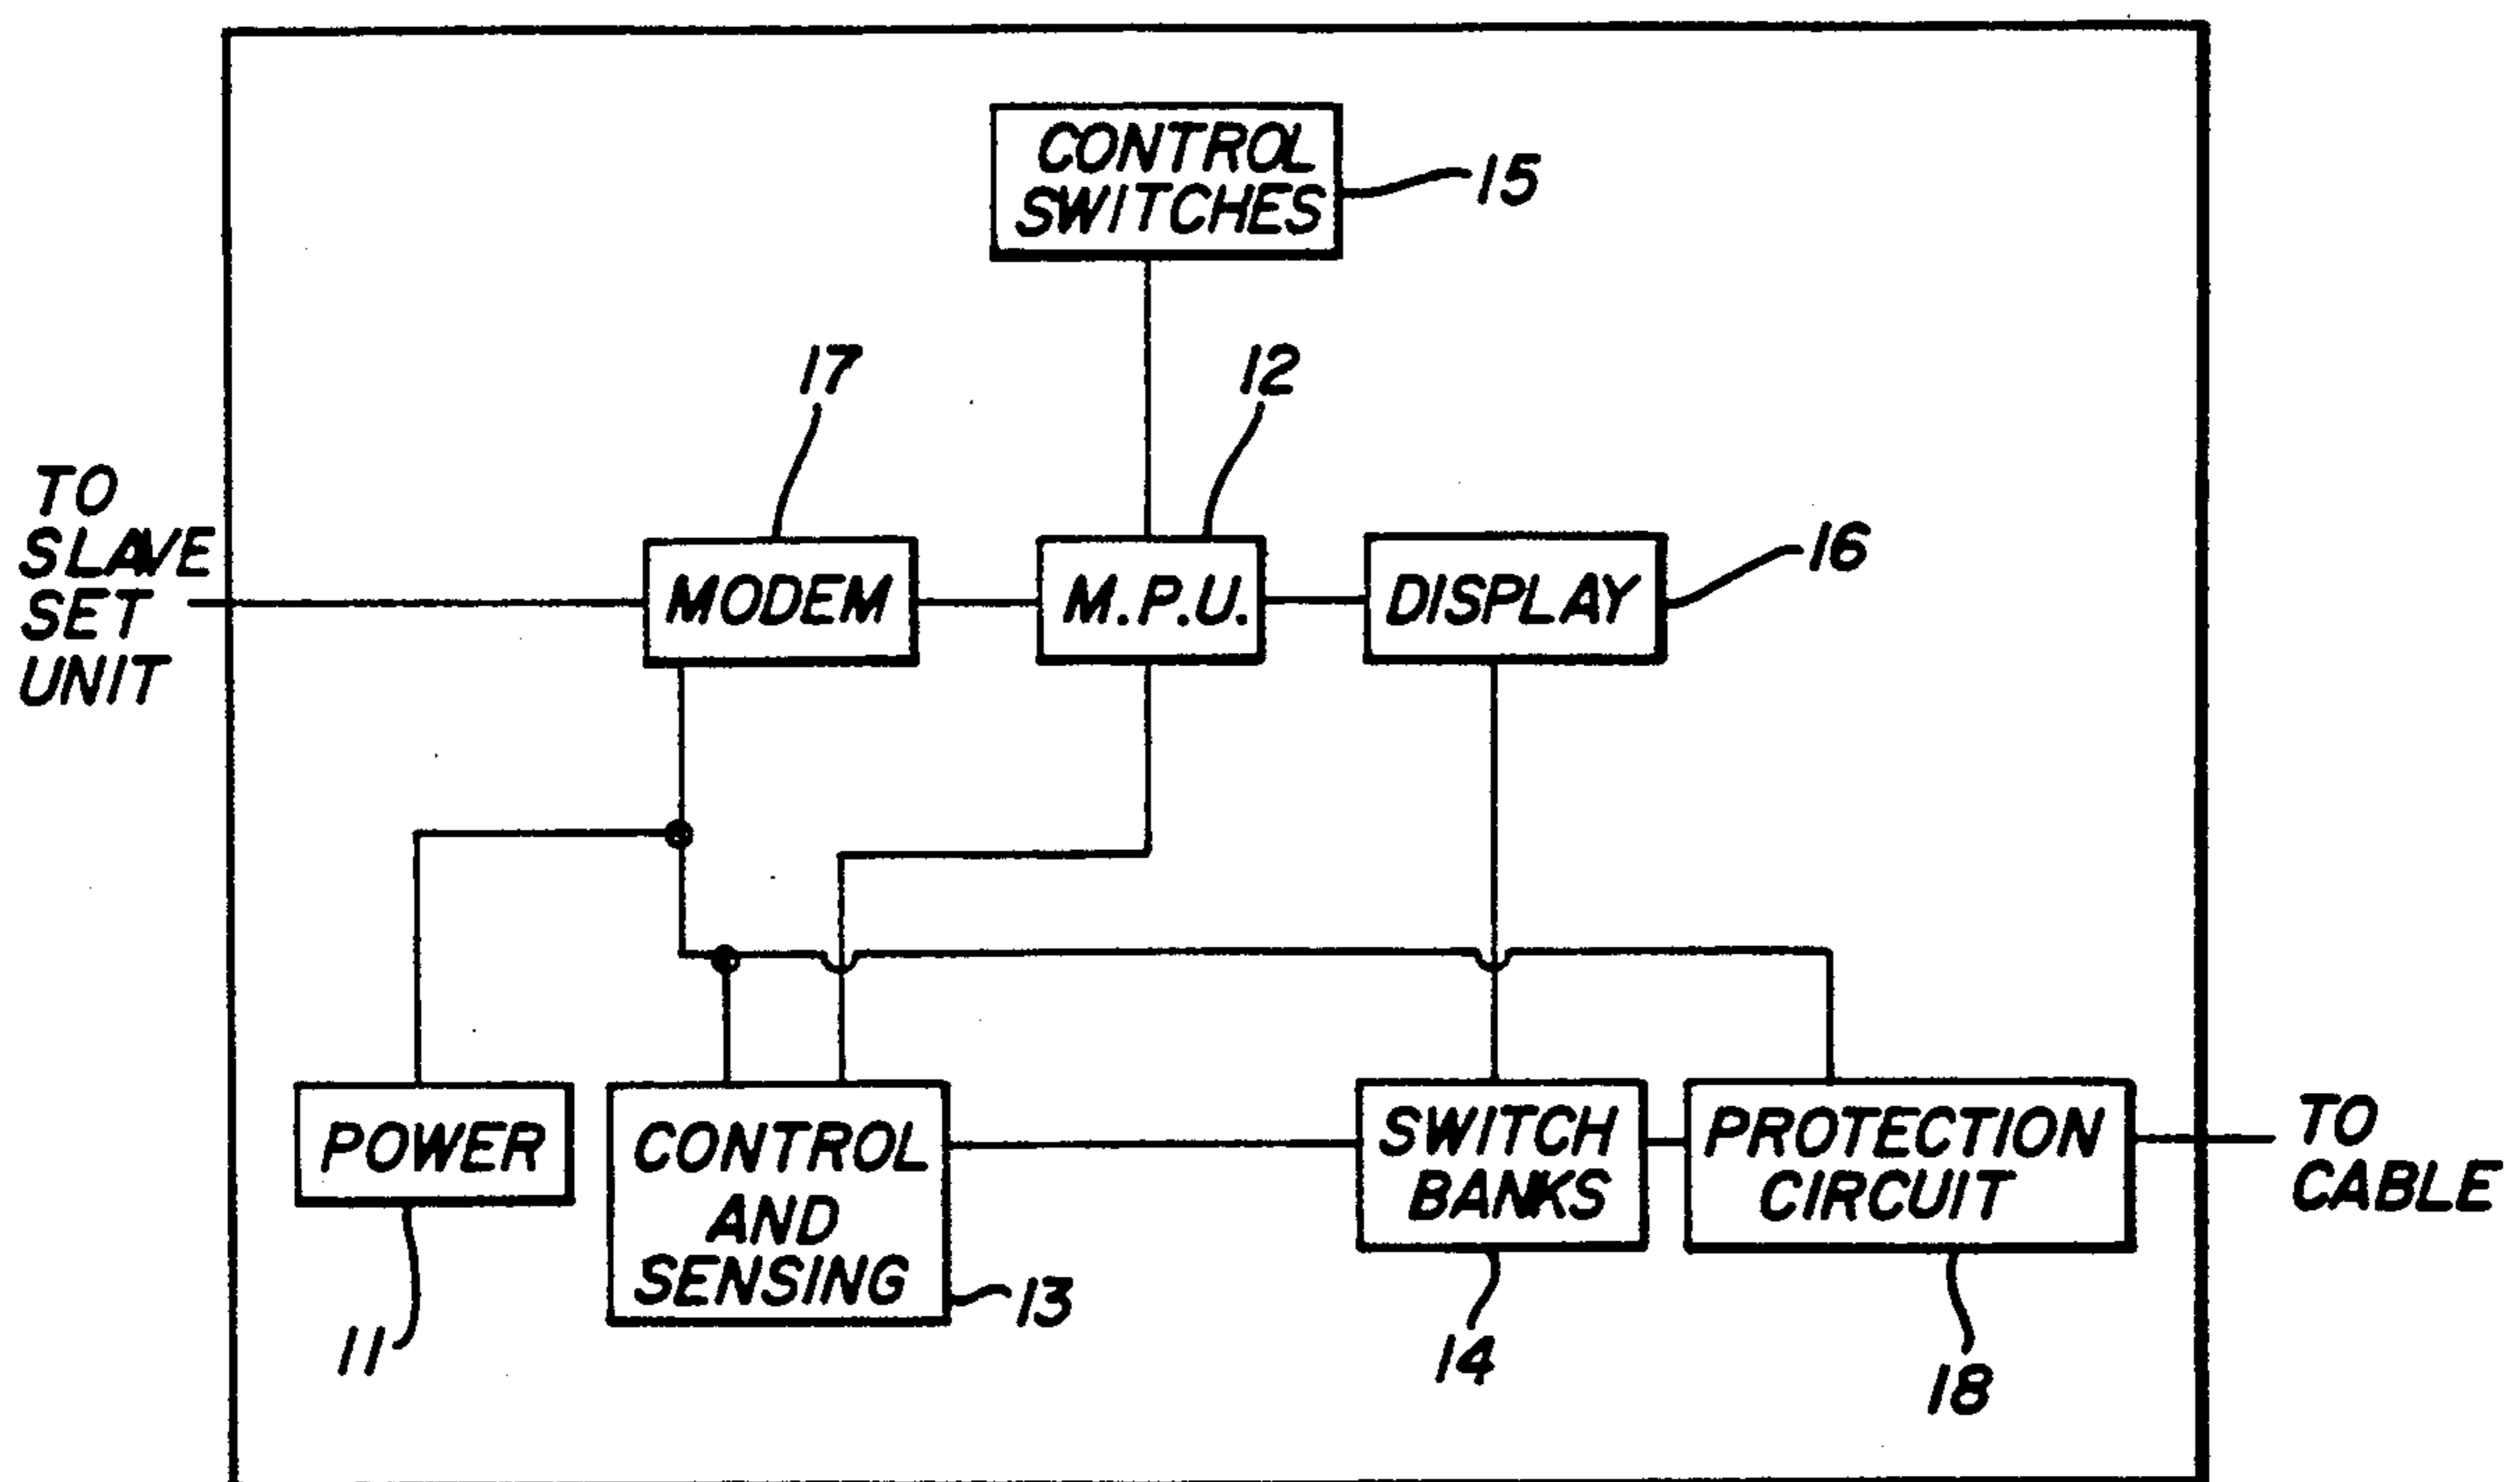 CONTROL
SWITCHES
15
17
12
TO
SLAVE
SET
UNIT
MODEM
M.P.U.
DISPLAY
16
POWER
11
CONTROL
AND
SENSING
13
SWITCH
BANKS
14
PROTECTION
CIRCUIT
18
TO
CABLE